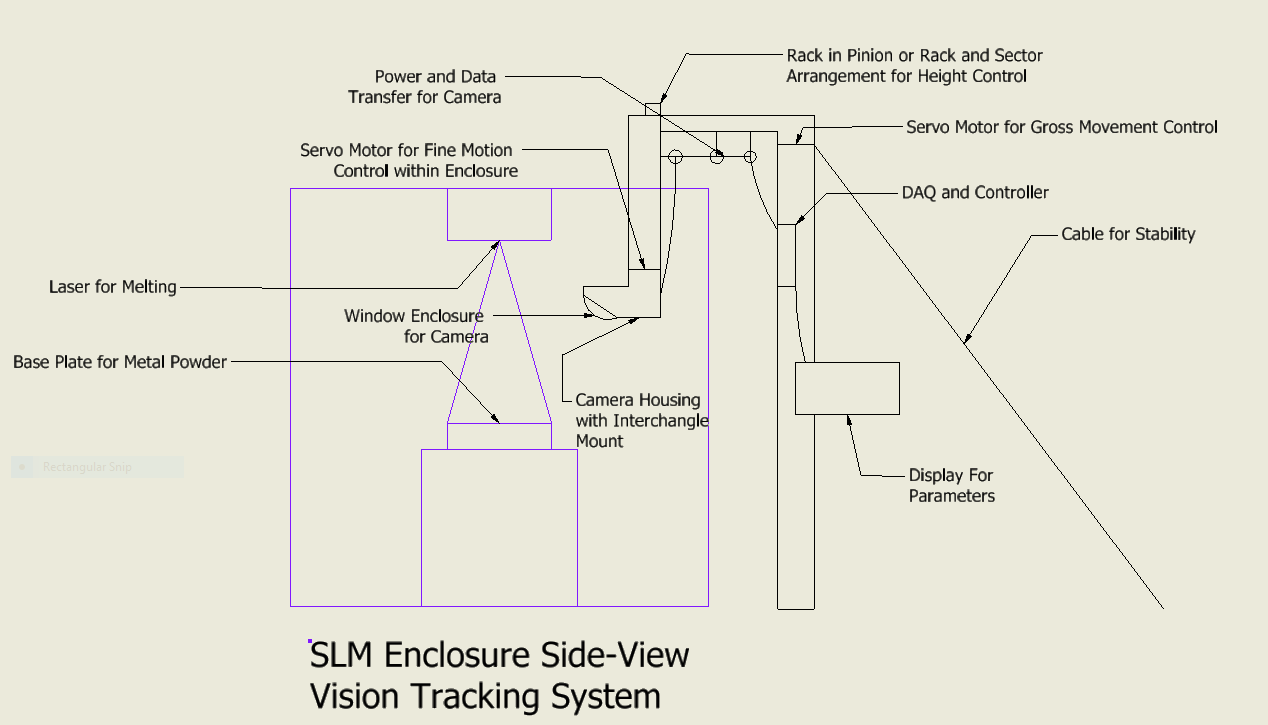 Rack in Pinion or Rack and Sector
Arrangement for Height Control
Power and Data
Transfer for Camera
Servo Motor for Gross Movement Control
Servo Motor for Fine Motion
Control within Enclosure
DAQ and Controller
Cable for Stability
Laser for Melting
Window Enclosure
for Camera
Base Plate for Metal Powder
Camera Housing
with Interchangle
Mount
Rectangular Snip
Display For
Parameters
SLM Enclosure Side-View
Vision Tracking System